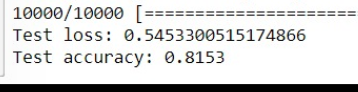 10000/10000 [=====================
Test loss: 0.5453300515174866
Test accuracy: 0.8153